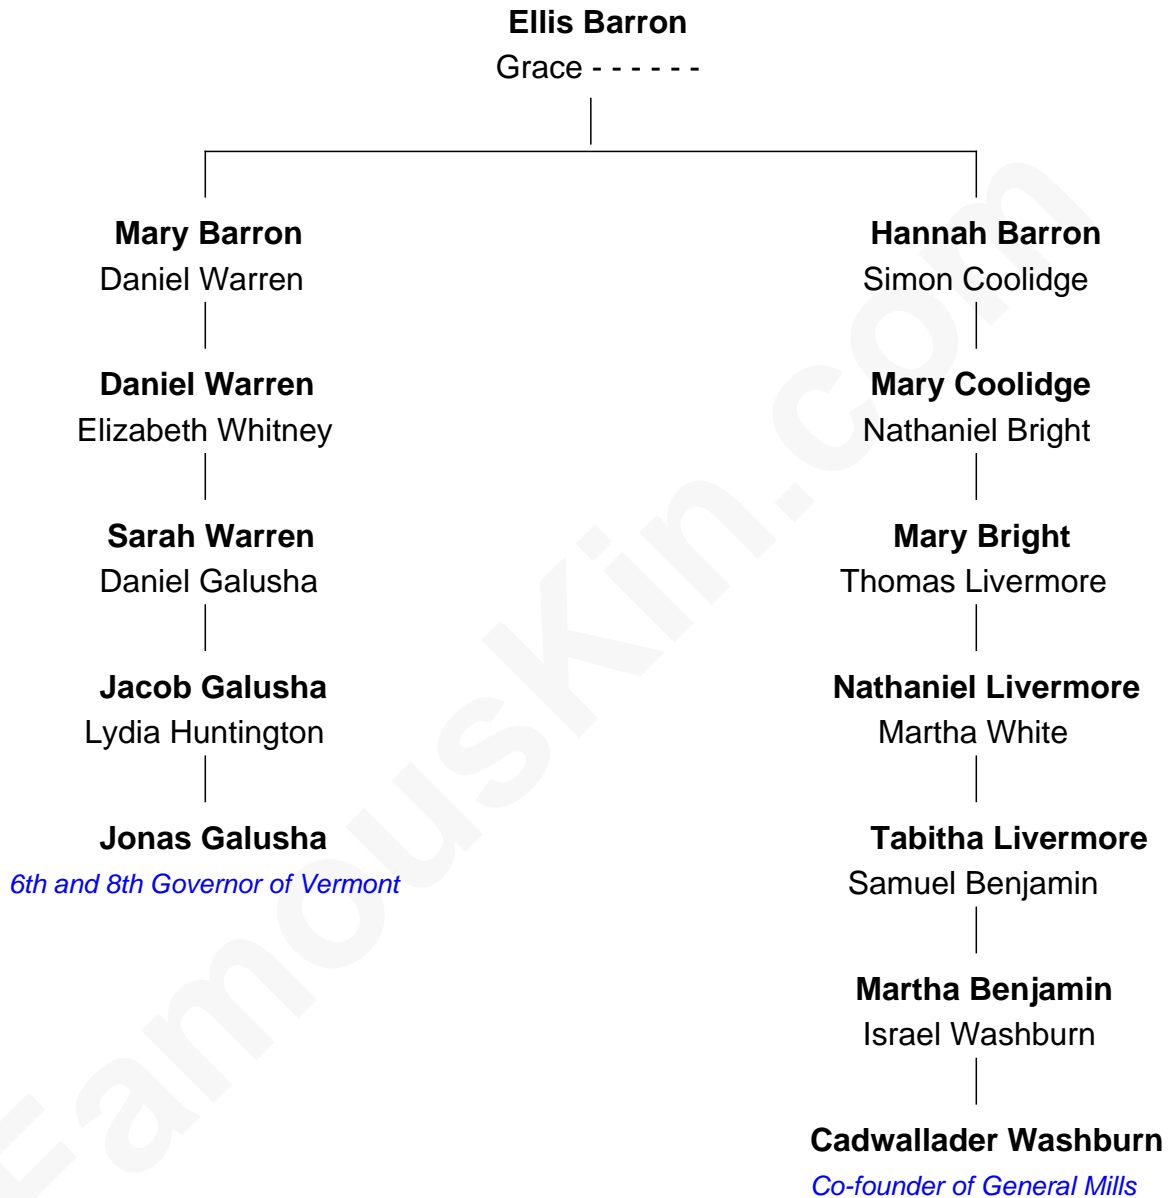 Ellis Barron
Grace - - - - - -
Mary Barron
Daniel Warren
Daniel Warren
Elizabeth Whitney
Sarah Warren
Daniel Galusha
Jacob Galusha
Lydia Huntington
Jonas Galusha
6th and 8th Governor of Vermont
Hannah Barron
Simon Coolidge
Mary Coolidge
Nathaniel Bright
Mary Bright
Thomas Livermore
Nathaniel Livermore
Martha White
Tabitha Livermore
Samuel Benjamin
Martha Benjamin
Israel Washburn
Cadwallader Washburn
Co-founder of General Mills
FamousKin.com